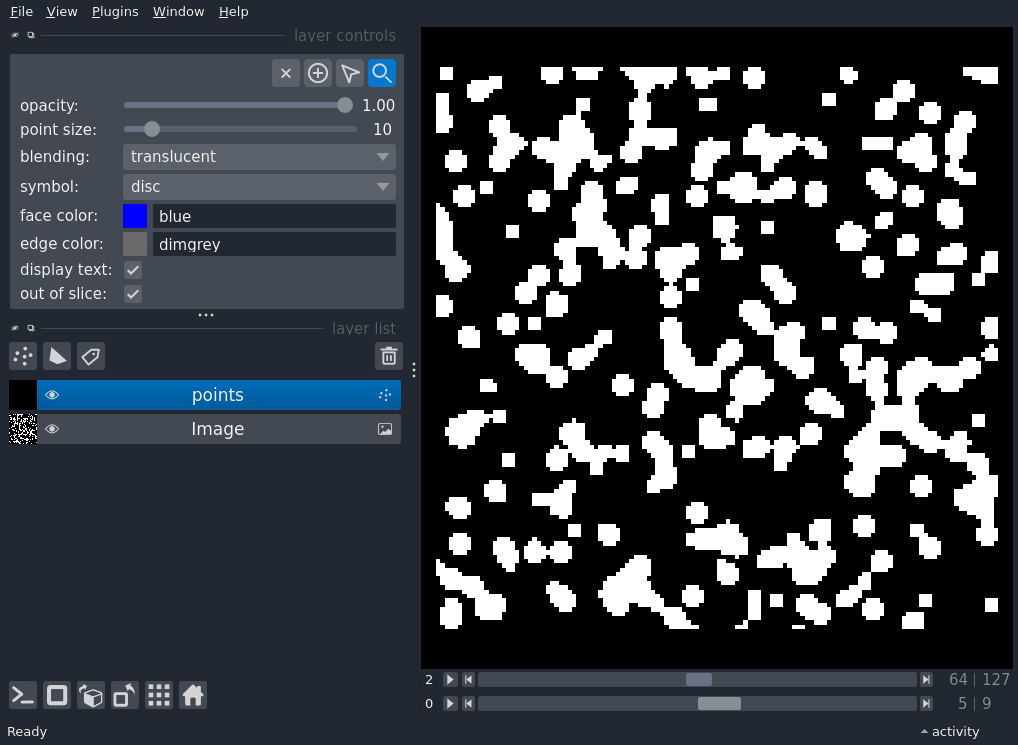 File View Plugins Window Help
layer controls
opacity: 1.00
point size: 10
blending: translucent
symbol: disc
face color: blue
edge color: dimgrey
display text:
out of slice:
layer list
points
Image
2 64 | 127
0 5 | 9
Ready activity